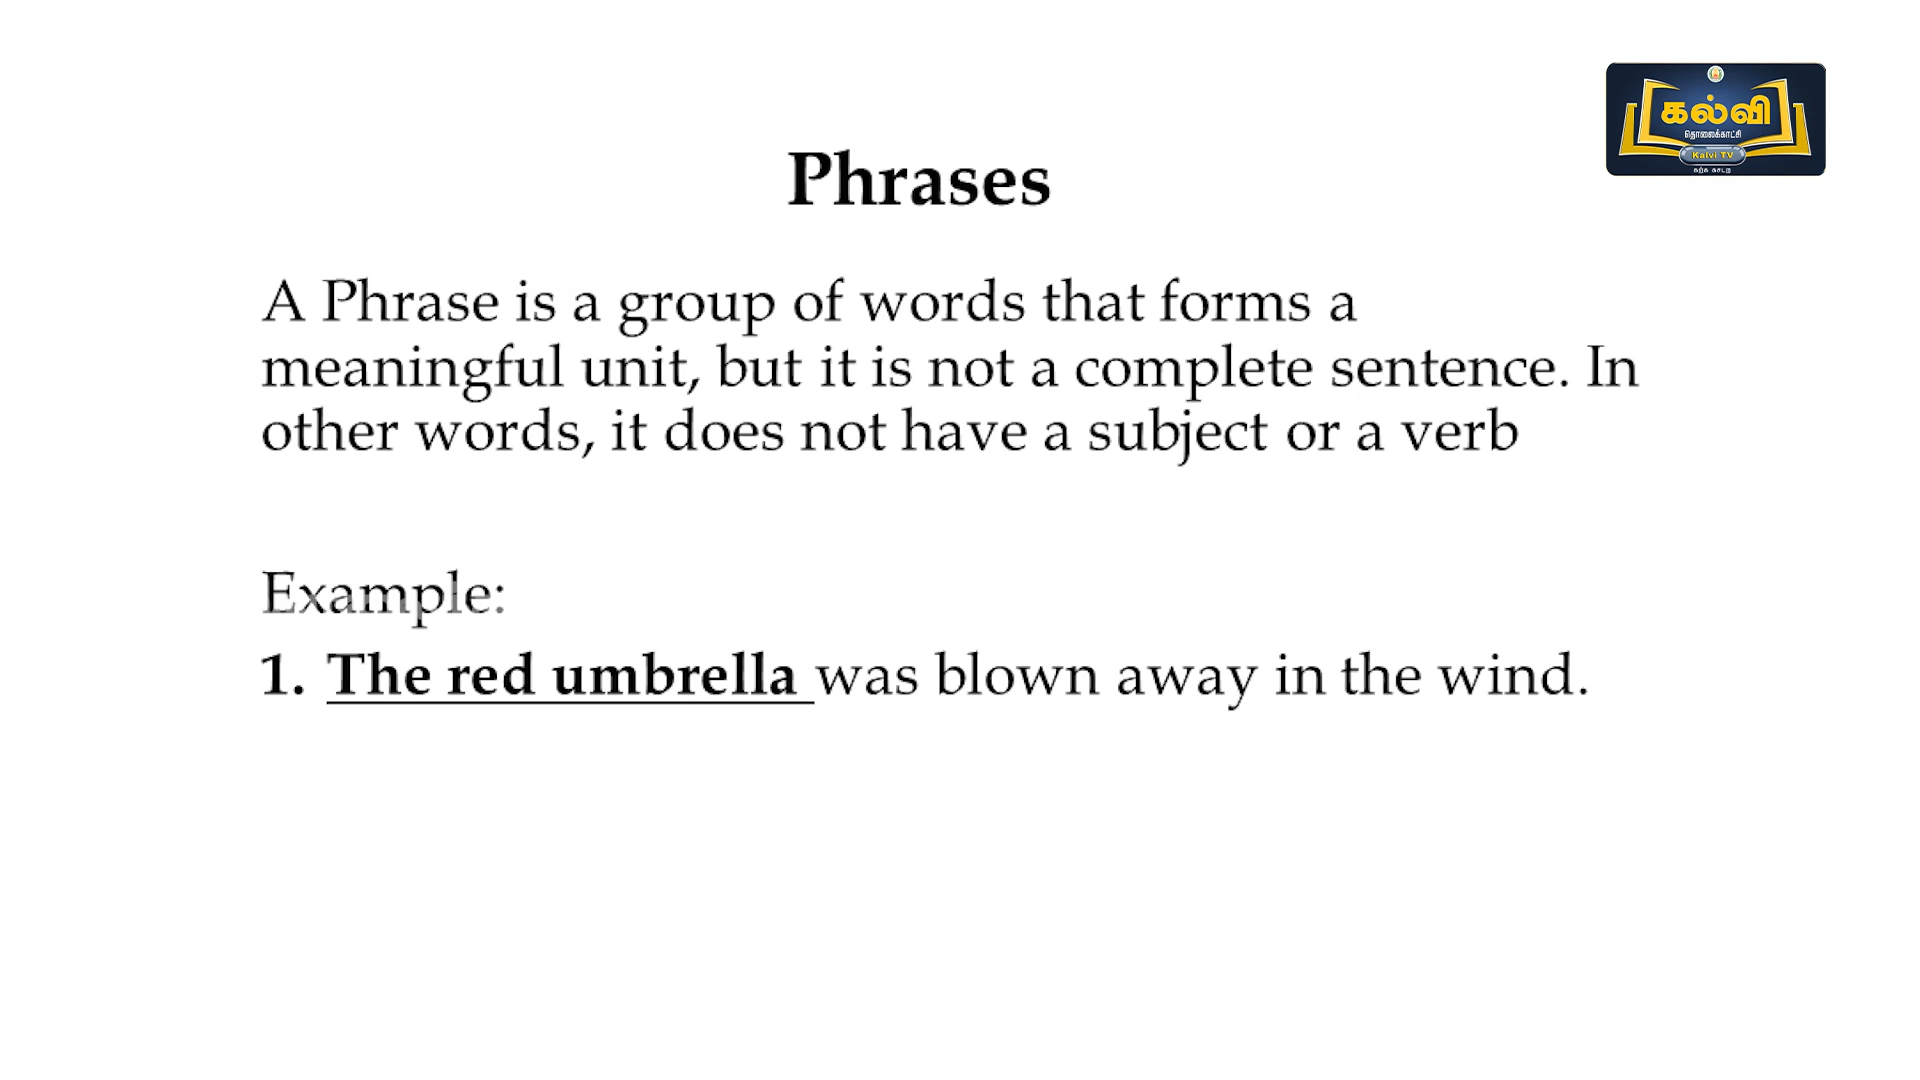 கல்வி
தொலைக்காட்சி
Kalvi TV
கற்க கசடற
Phrases
A Phrase is a group of words that forms a
meaningful unit, but it is not a complete sentence. In
other words, it does not have a subject or a verb
Example:
1. The red umbrella was blown away in the wind.